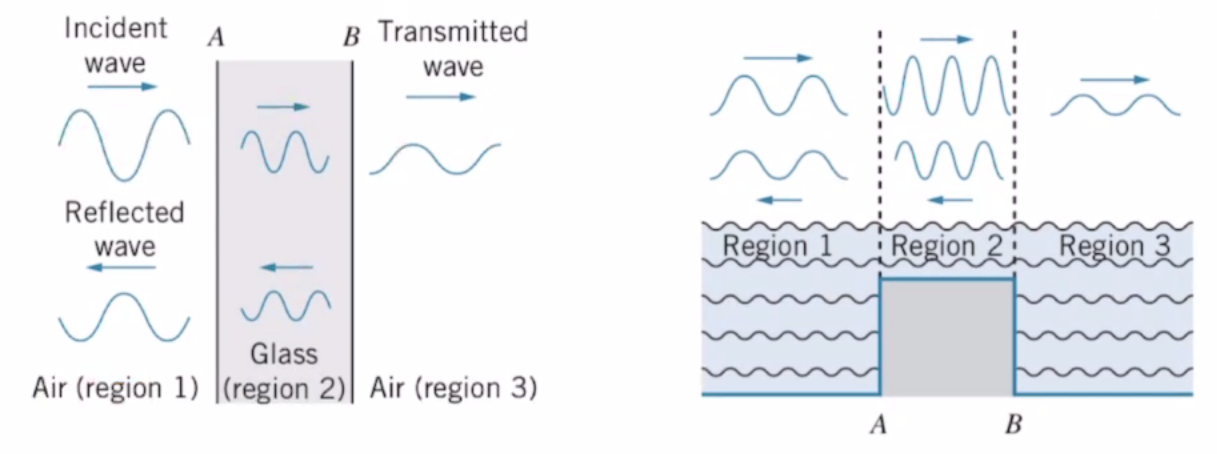 Incident
wave
A
B
Transmitted
wave
Reflected
wave
Glass
Air (region 1)
(region 2)
Air (region 3)
Region 1
Region 2
Region 3
A
B